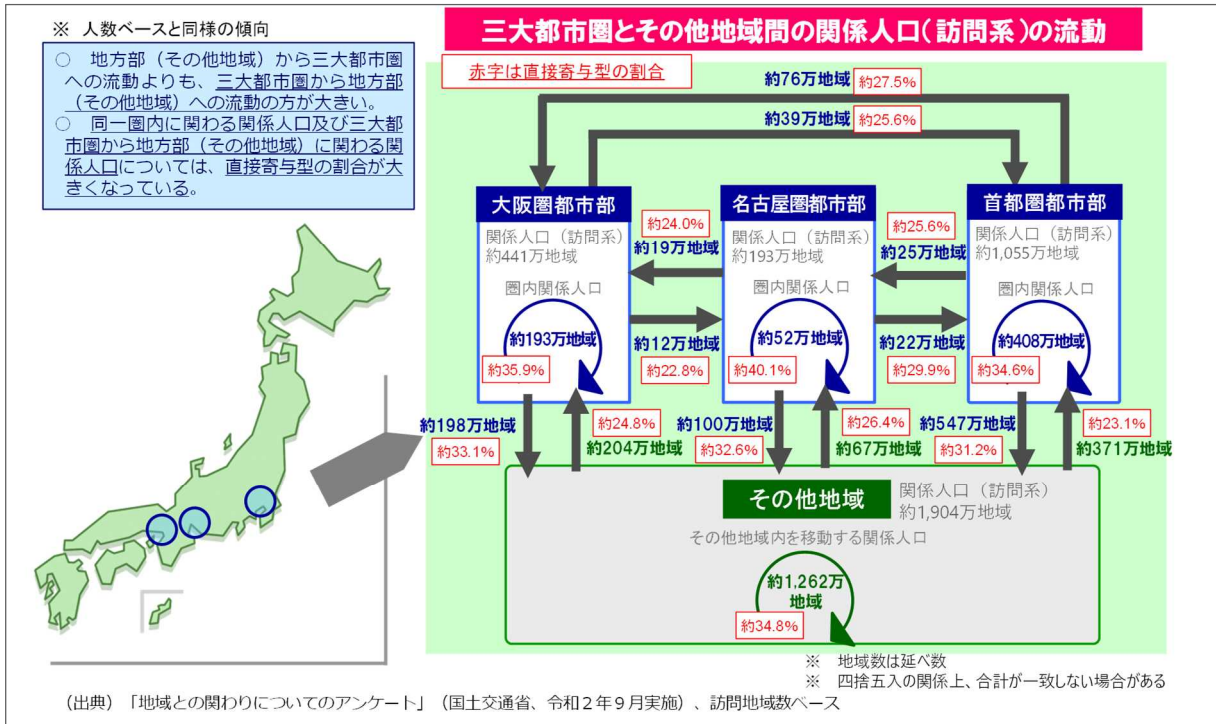 ※ 人数ベースと同様の傾向
○ 地方部（その他地域）から三大都市圏
への流動よりも、三大都市圏から地方部
（その他地域）への流動の方が大きい。
○ 同一圏内に関わる関係人口及び三大都
市圏から地方部（その他地域）に関わる関
係人口については、直接寄与型の割合が大
きくなっている。
三大都市圏とその他地域間の関係人口（訪問系）の流動
赤字は直接寄与型の割合
約76万地域 約27.5%
約39万地域 約25.6%
大阪圏都市部
関係人口（訪問系）
約441万地域
圏内関係人口
約193万地域
約35.9%
約24.0%
約19万地域
約12万地域
約22.8%
名古屋圏都市部
関係人口（訪問系）
約193万地域
圏内関係人口
約52万地域
約40.1%
約25.6%
約25万地域
約22万地域
約29.9%
首都圏都市部
関係人口（訪問系）
約1,055万地域
圏内関係人口
約408万地域
約34.6%
約198万地域
約33.1%
約24.8%
約204万地域
約100万地域
約32.6%
約26.4%
約67万地域
約547万地域
約31.2%
約23.1%
約371万地域
その他地域
関係人口（訪問系）
約1,904万地域
その他地域内を移動する関係人口
約1,262万
地域
約34.8%
※ 地域数は延べ数
※ 四捨五入の関係上、合計が一致しない場合がある
（出典）「地域との関わりについてのアンケート」（国土交通省、令和２年９月実施）、訪問地域数ベース